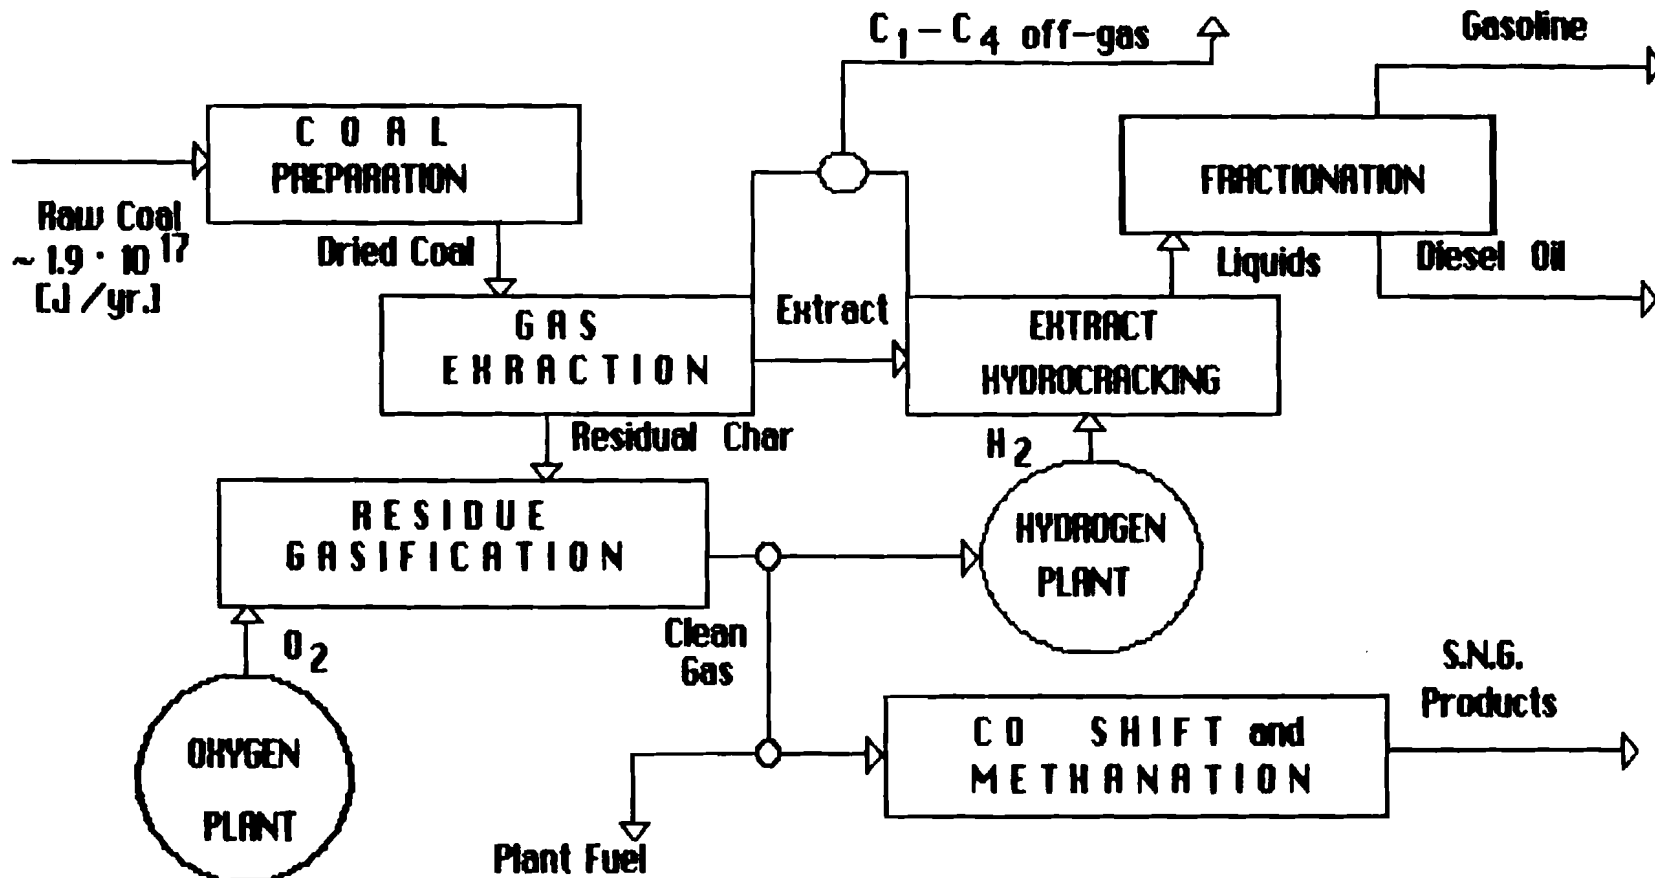 C₁-C₄ off-gas
Gasoline
COAL
PREPARATION
FRACTIONATION
Raw Coal
~ 1.9 · 10¹⁷
[J/yr.]
Dried Coal
Liquids
Diesel Oil
GAS
EXRACTION
Extract
EXTRACT
HYDROCRACKING
Residual Char
H₂
RESIDUE
GASIFICATION
HYDROGEN
PLANT
O₂
Clean
Gas
S.N.G.
Products
OXYGEN
PLANT
CO SHIFT and
METHANATION
Plant Fuel